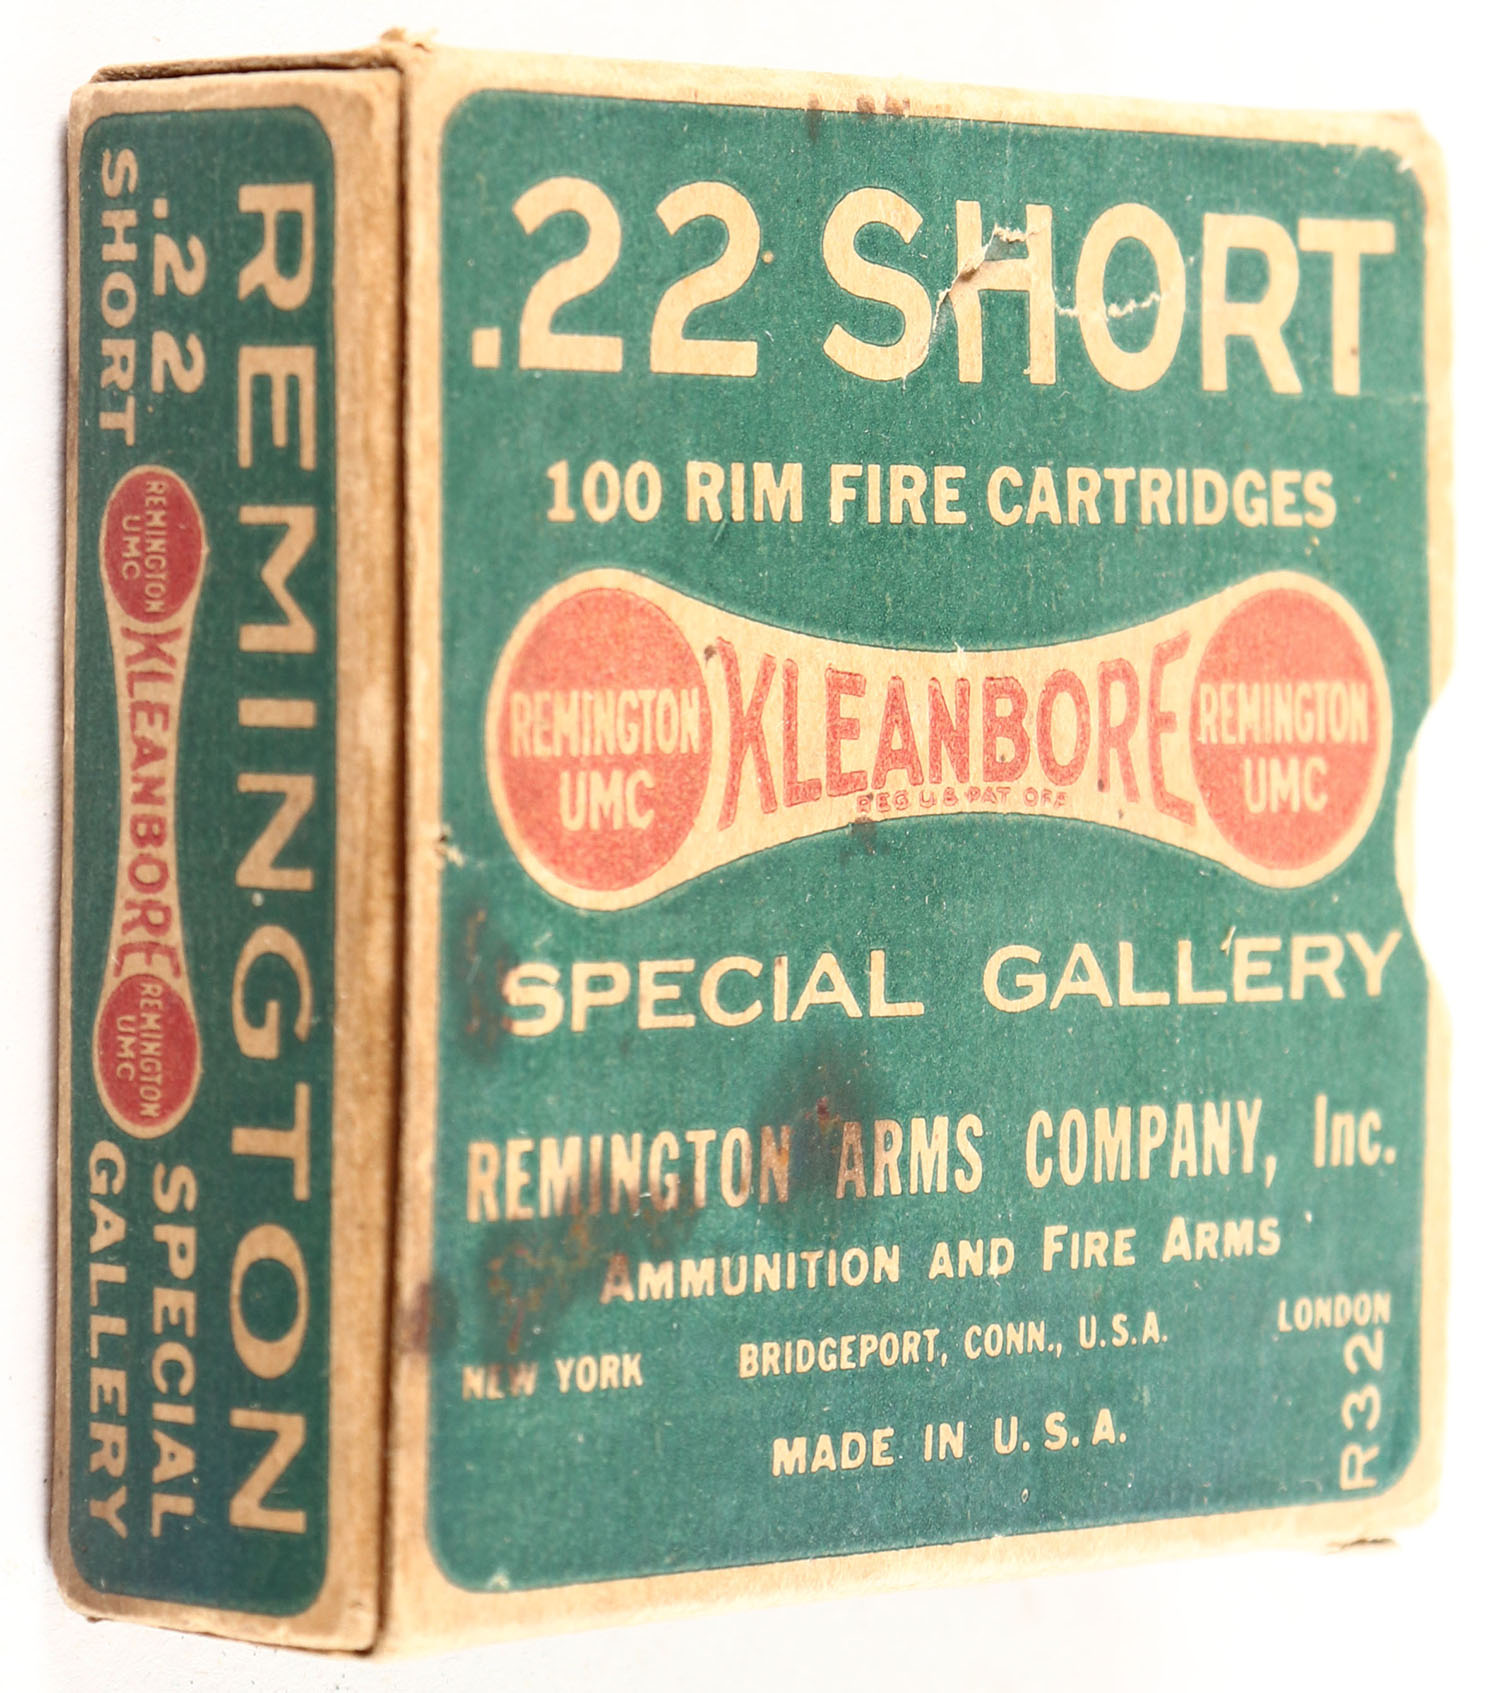 .22 SHORT
100 RIM FIRE CARTRIDGES
REMINGTON
UMC
KLEANBORE
REG U S PAT OFF
REMINGTON
UMC
SPECIAL GALLERY
REMINGTON ARMS COMPANY, Inc.
AMMUNITION AND FIRE ARMS
NEW YORK BRIDGEPORT, CONN., U.S.A. LONDON
MADE IN U.S.A.
R32
REMINGTON
.22
SHORT
REMINGTON
UMC
KLEANBORE
REMINGTON
UMC
SPECIAL
GALLERY